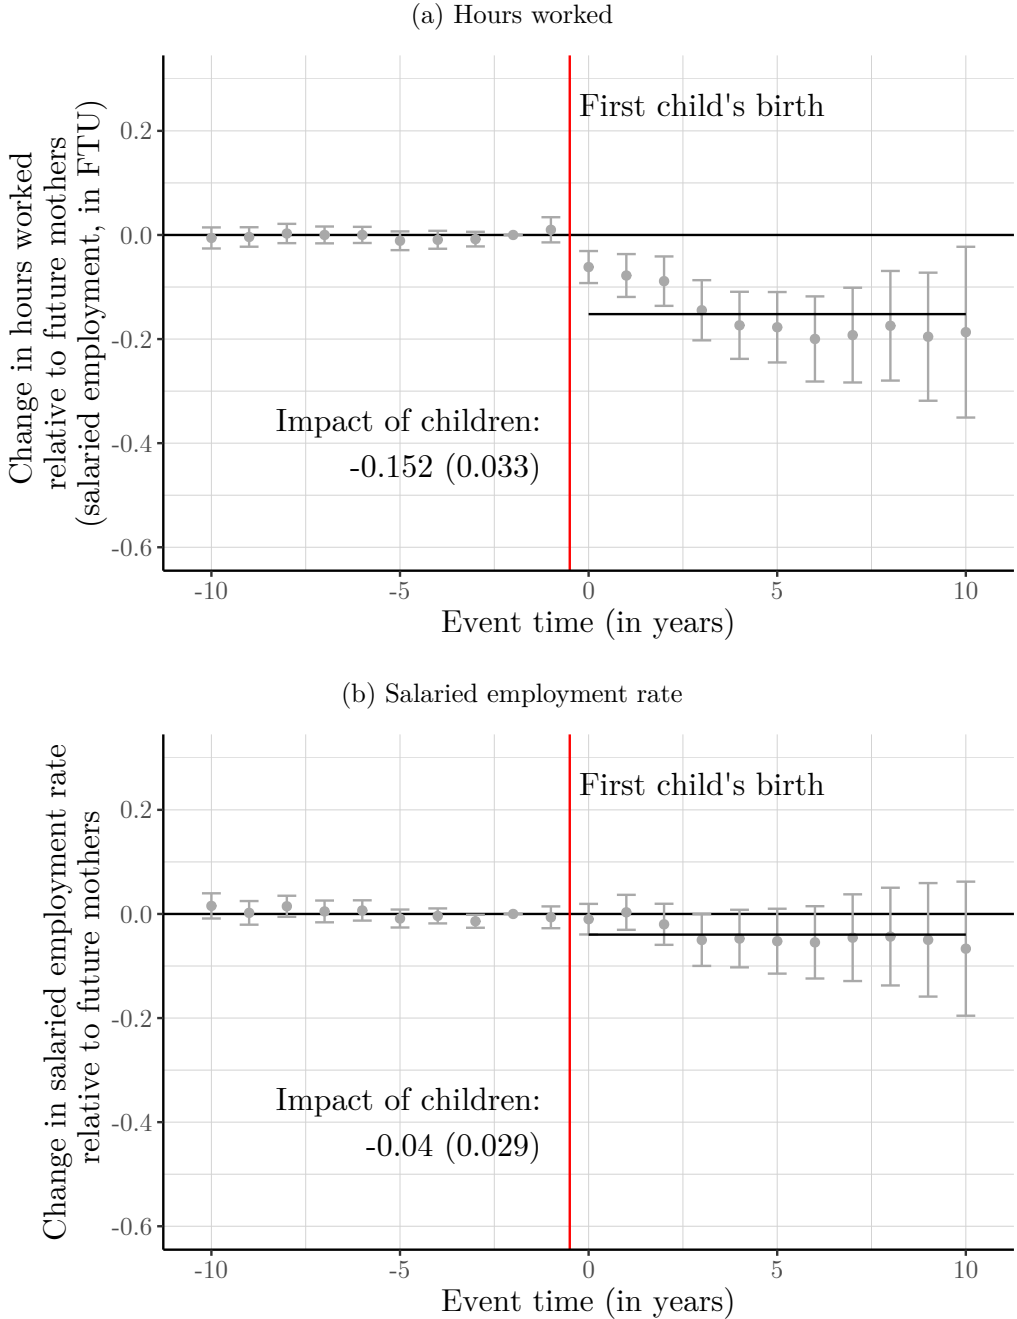 (a) Hours worked
Change in hours worked
relative to future mothers
(salaried employment, in FTU)
0.2
0.0
-0.2
-0.4
-0.6
First child's birth
Impact of children:
-0.152 (0.033)
-10
-5
0
5
10
Event time (in years)
(b) Salaried employment rate
Change in salaried employment rate
relative to future mothers
0.2
0.0
-0.2
-0.4
-0.6
First child's birth
Impact of children:
-0.04 (0.029)
-10
-5
0
5
10
Event time (in years)